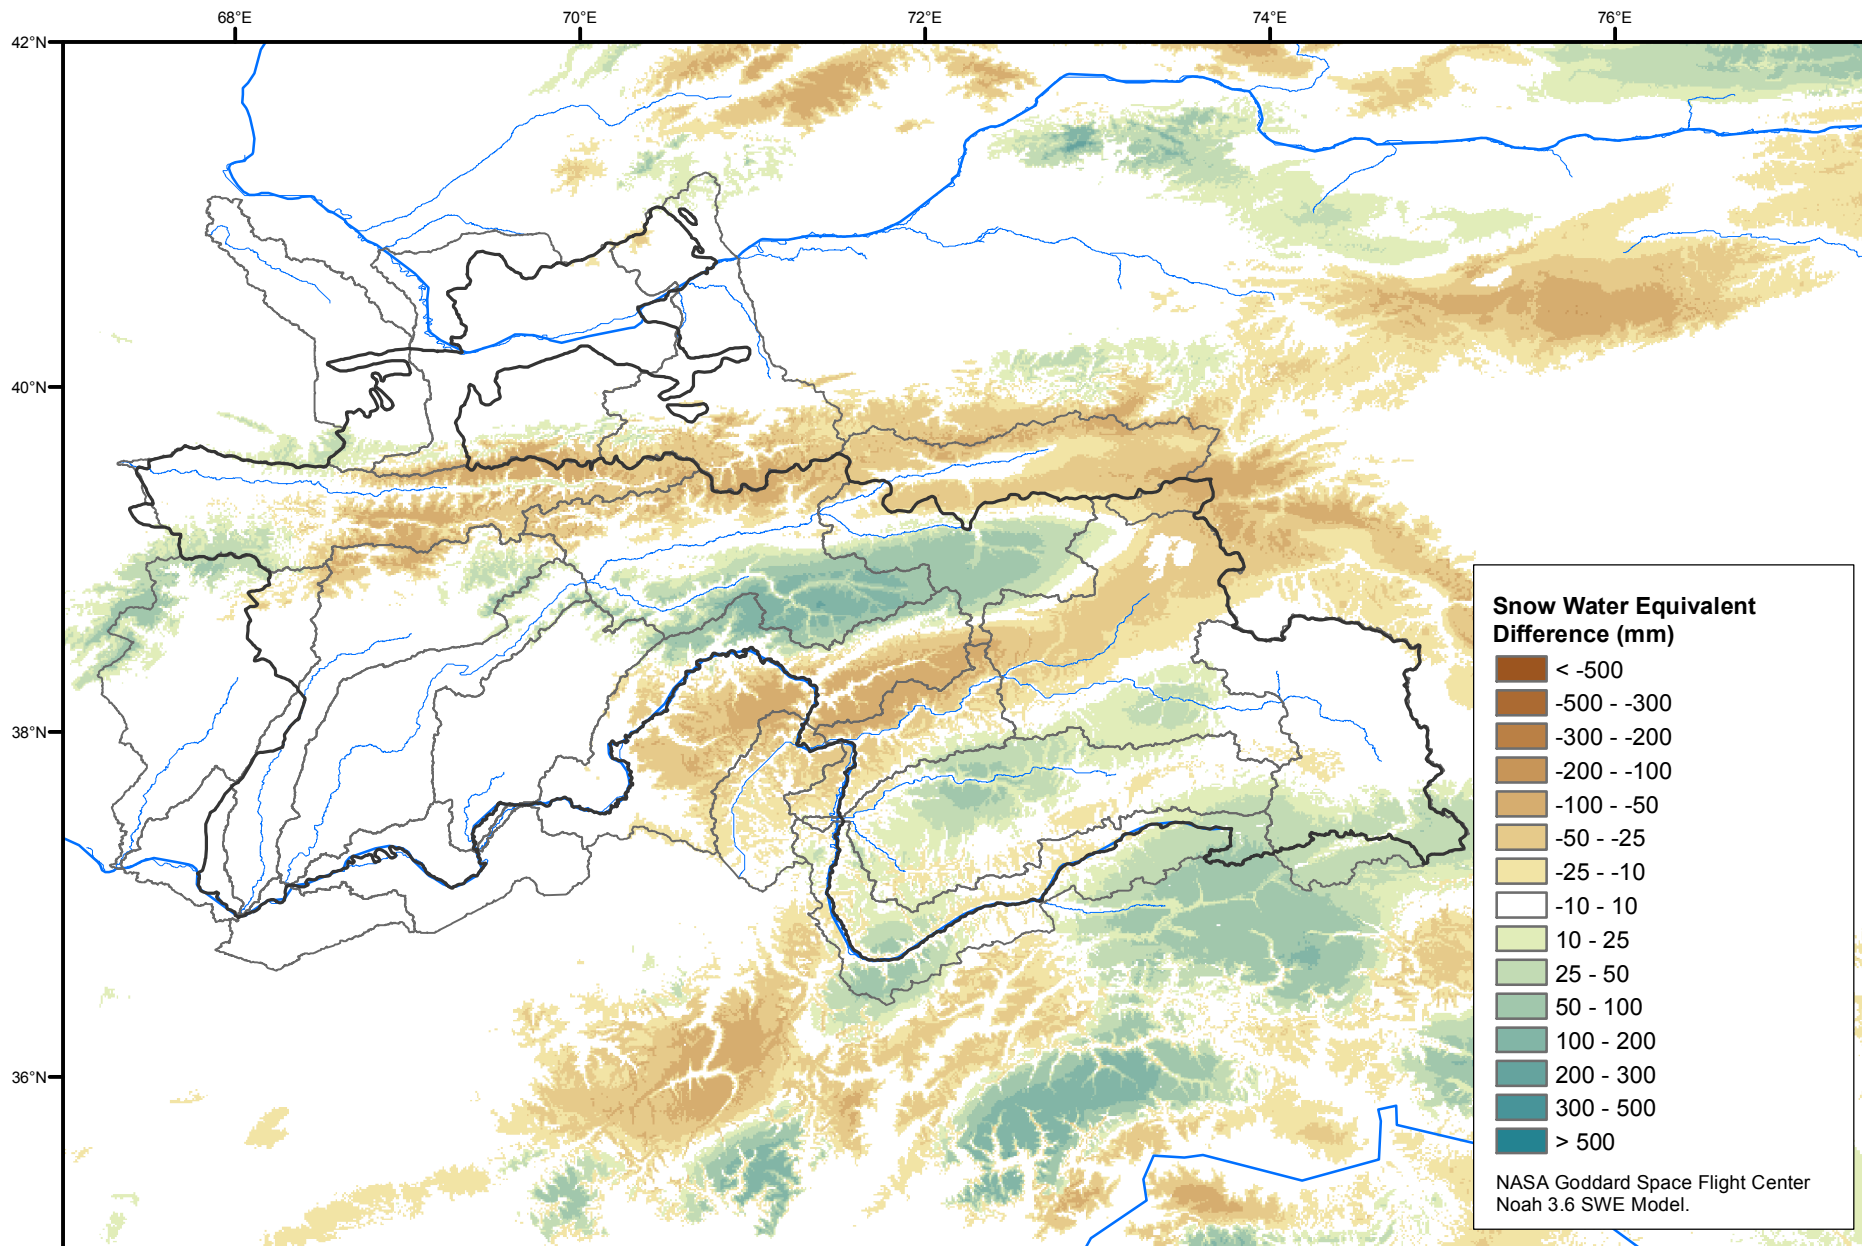 68°E
70°E
72°E
74°E
76°E
42°N
40°N
38°N
36°N
Snow Water Equivalent
Difference (mm)
< -500
-500 - -300
-300 - -200
-200 - -100
-100 - -50
-50 - -25
-25 - -10
-10 - 10
10 - 25
25 - 50
50 - 100
100 - 200
200 - 300
300 - 500
> 500
NASA Goddard Space Flight Center
Noah 3.6 SWE Model.